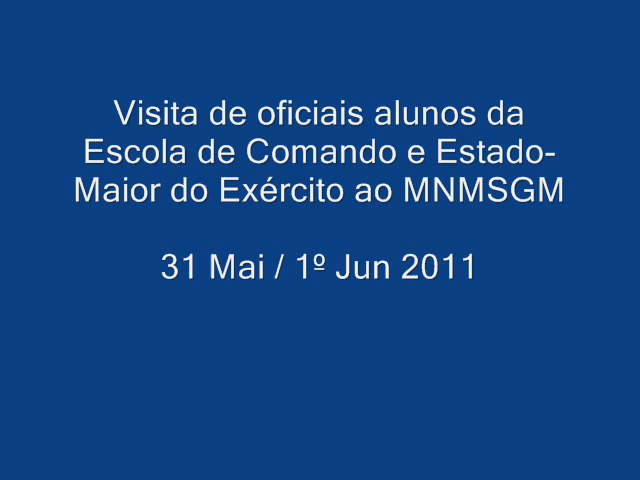 Visita de oficiais alunos da
Escola de Comando e Estado-
Maior do Exército ao MNMSGM
31 Mai / 1º Jun 2011